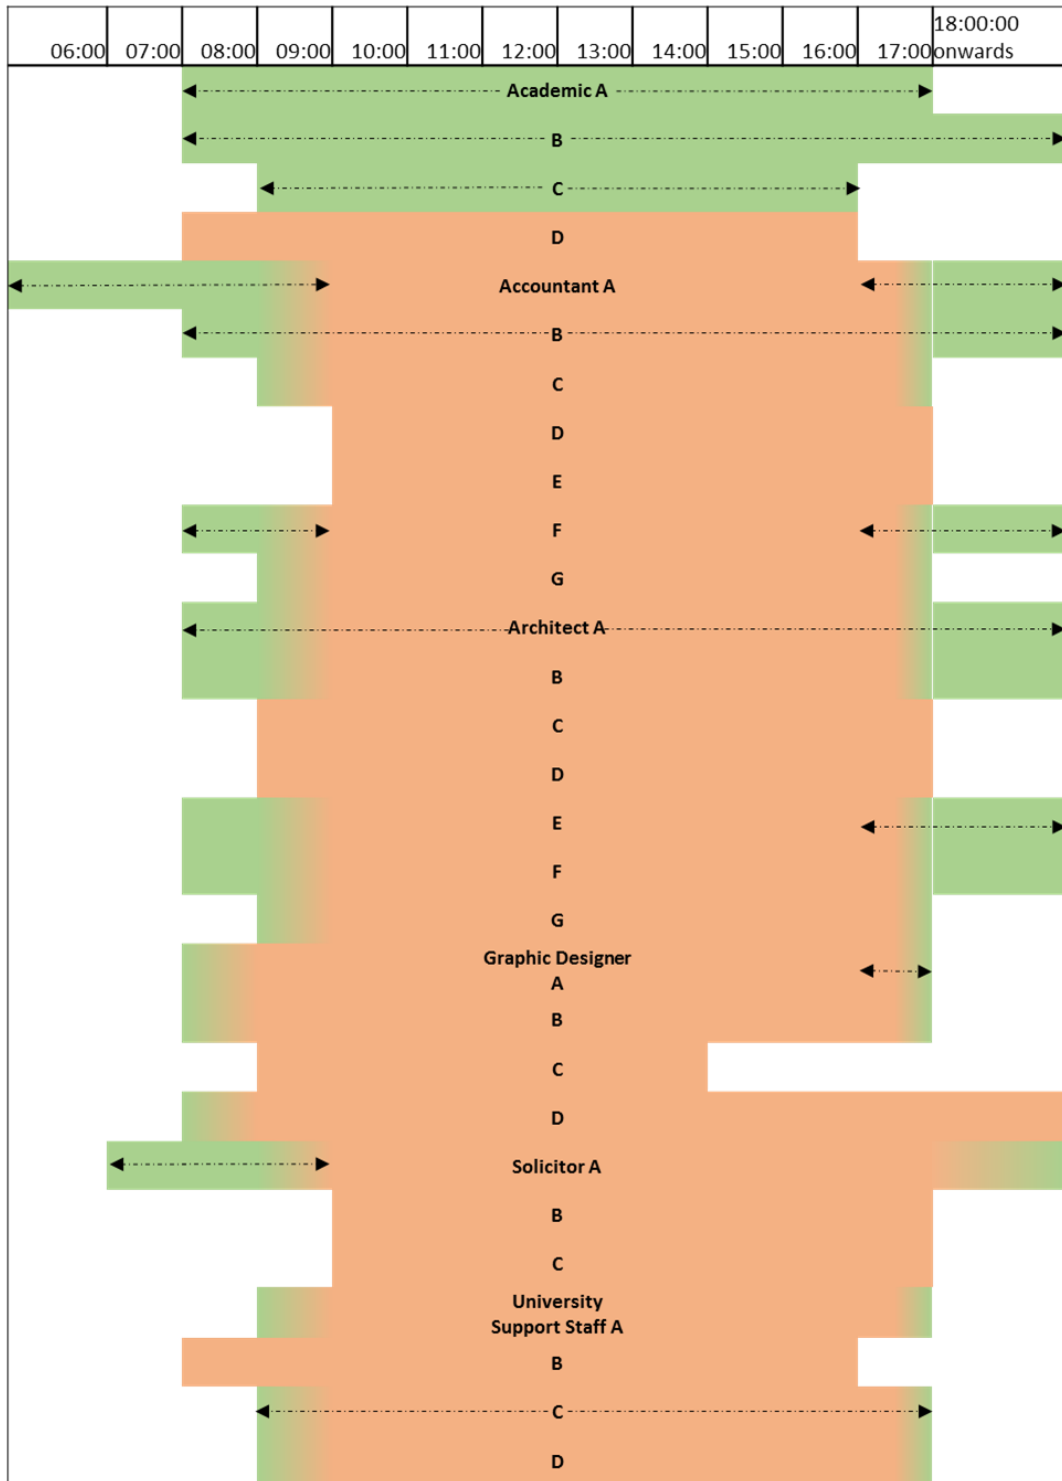 18:00:00
06:00 07:00 08:00 09:00 10:00 11:00 12:00 13:00 14:00 15:00 16:00 17:00 onwards
Academic A
B
C
D
Accountant A
B
C
D
E
F
G
Architect A
B
C
D
E
F
G
Graphic Designer
A
B
C
D
Solicitor A
B
C
University
Support Staff A
B
C
D